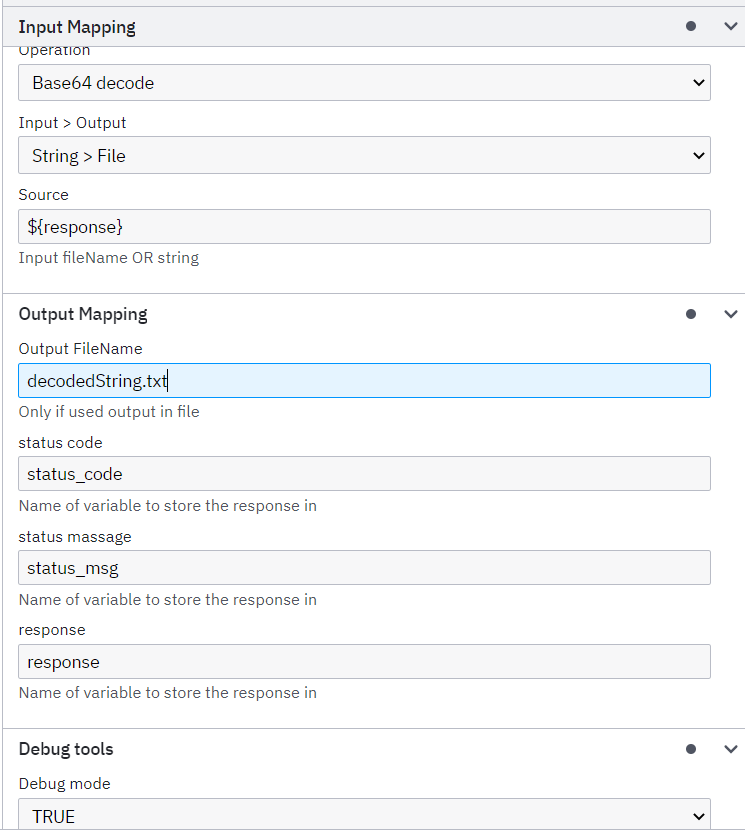 Input Mapping
Operation
Base64 decode
Input > Output
String > File
Source
${response}
Input fileName OR string
Output Mapping
Output FileName
decodedString.txt
Only if used output in file
status code
status_code
Name of variable to store the response in
status massage
status_msg
Name of variable to store the response in
response
response
Name of variable to store the response in
Debug tools
Debug mode
TRUE